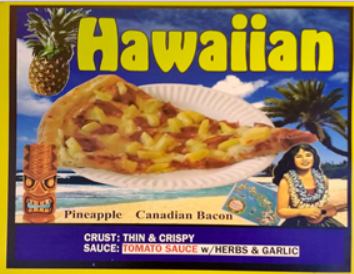 Hawaiian
Pineapple Canadian Bacon
CRUST: THIN & CRISPY
SAUCE: TOMATO SAUCE w/HERBS & GARLIC